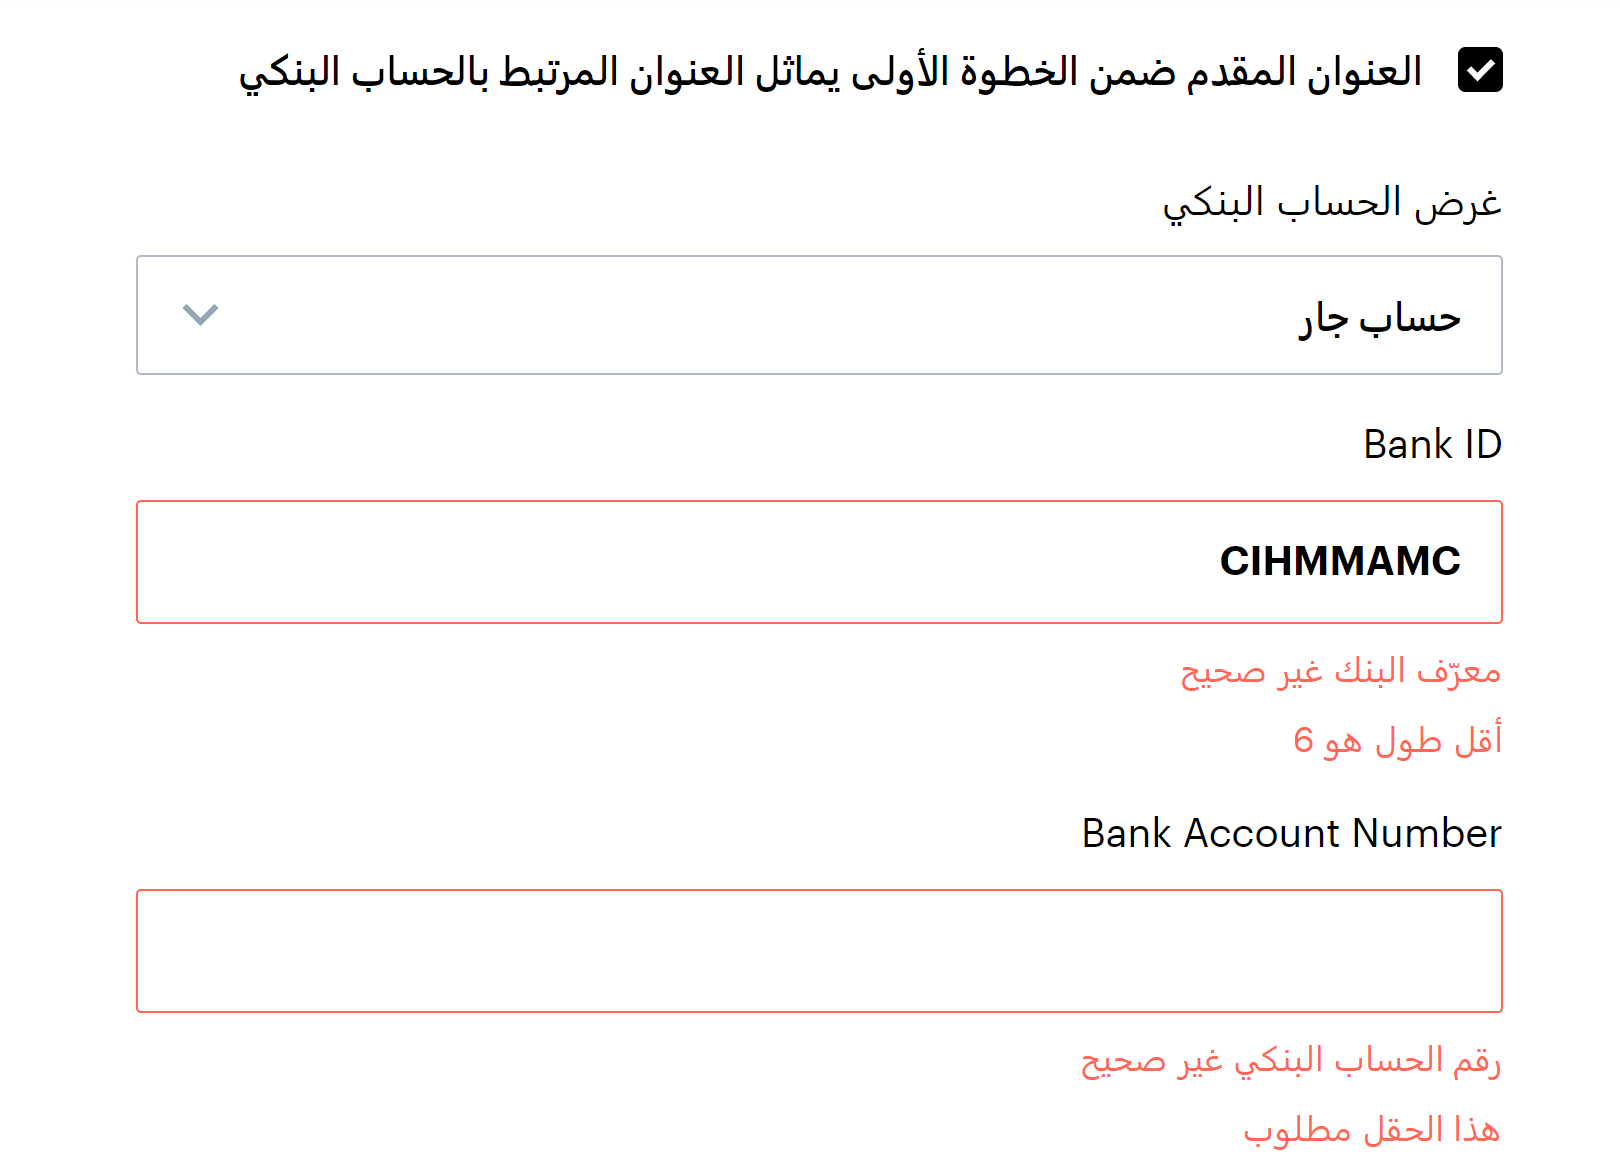 العنوان المقدم ضمن الخطوة الأولى يماثل العنوان المرتبط بالحساب البنكي
غرض الحساب البنكي
حساب جار
Bank ID
CIHMMAMC
معرّف البنك غير صحيح
أقل طول هو 6
Bank Account Number
رقم الحساب البنكي غير صحيح
هذا الحقل مطلوب